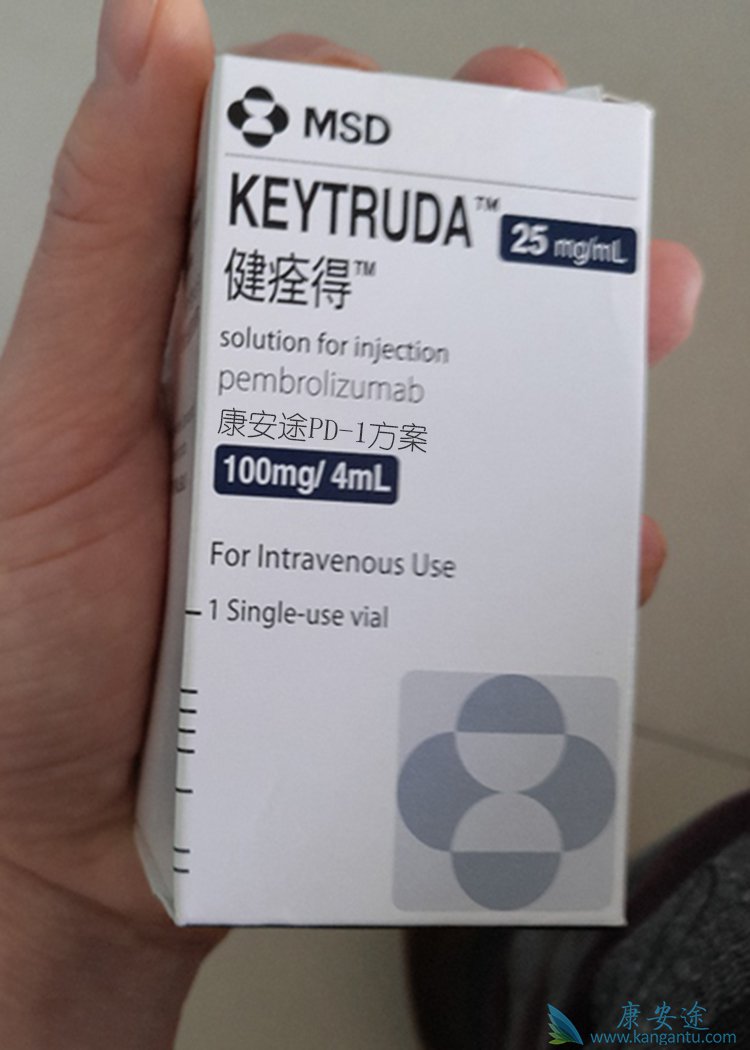 MSD
KEYTRUDA™
25 mg/mL
健痊得™
solution for injection
pembrolizumab
康安途PD-1方案
100mg/ 4mL
For Intravenous Use
1 Single-use vial
康安途
www.kangantu.com